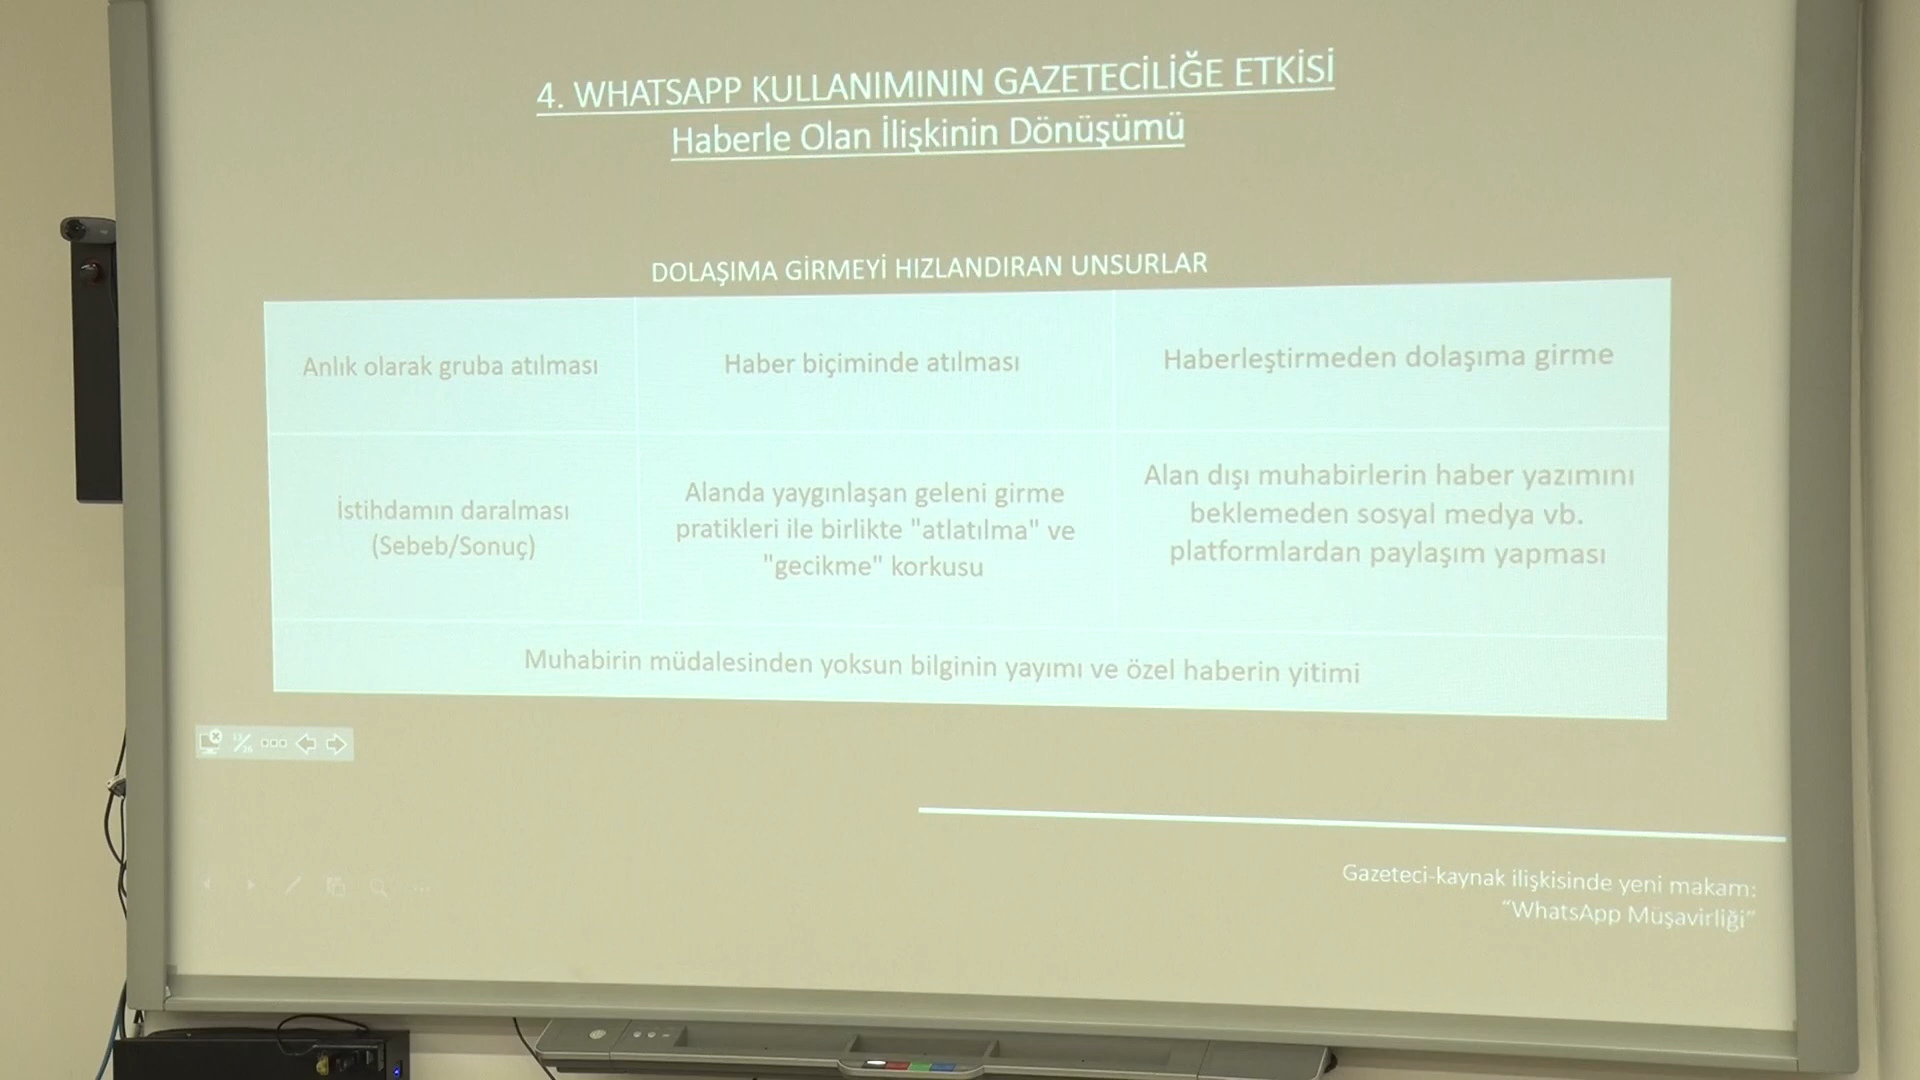 4. WHATSAPP KULLANIMININ GAZETECİLİĞE ETKİSİ
Haberle Olan İlişkinin Dönüşümü
DOLAŞIMA GİRMEYİ HIZLANDIRAN UNSURLAR
Anlık olarak gruba atılması
Haber biçiminde atılması
Haberleştirmeden dolaşıma girme
İstihdamın daralması
(Sebeb/Sonuç)
Alanda yaygınlaşan geleni girme
pratikleri ile birlikte "atlatılma" ve
"gecikme" korkusu
Alan dışı muhabirlerin haber yazımını
beklemeden sosyal medya vb.
platformlardan paylaşım yapması
Muhabirin müdalesinden yoksun bilginin yayımı ve özel haberin yitimi
Gazeteci-kaynak ilişkisinde yeni makam:
“WhatsApp Müşavirliği”